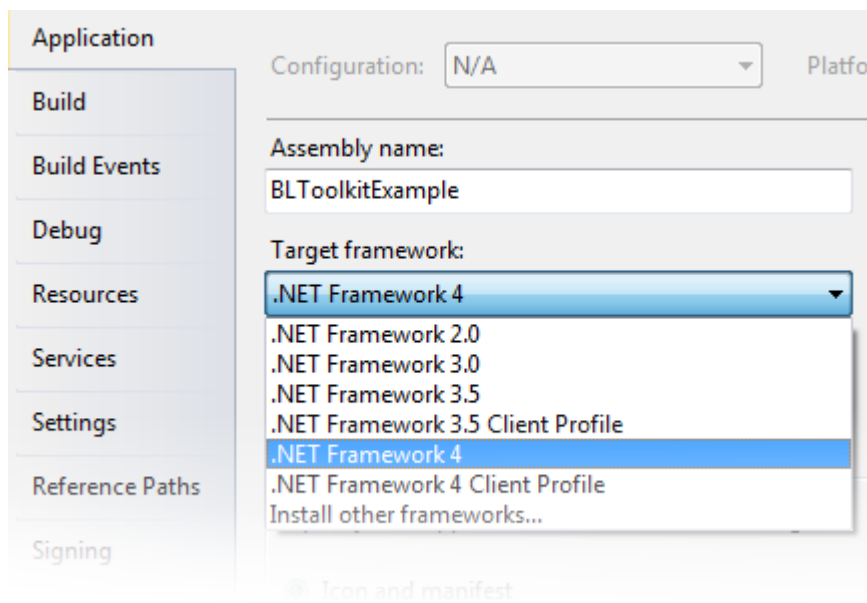 Application
Build
Build Events
Debug
Resources
Services
Settings
Reference Paths
Signing
Configuration: N/A Platfo
Assembly name:
BLToolkitExample
Target framework:
.NET Framework 4
.NET Framework 2.0
.NET Framework 3.0
.NET Framework 3.5
.NET Framework 3.5 Client Profile
.NET Framework 4
.NET Framework 4 Client Profile
Install other frameworks...
Icon and manifest